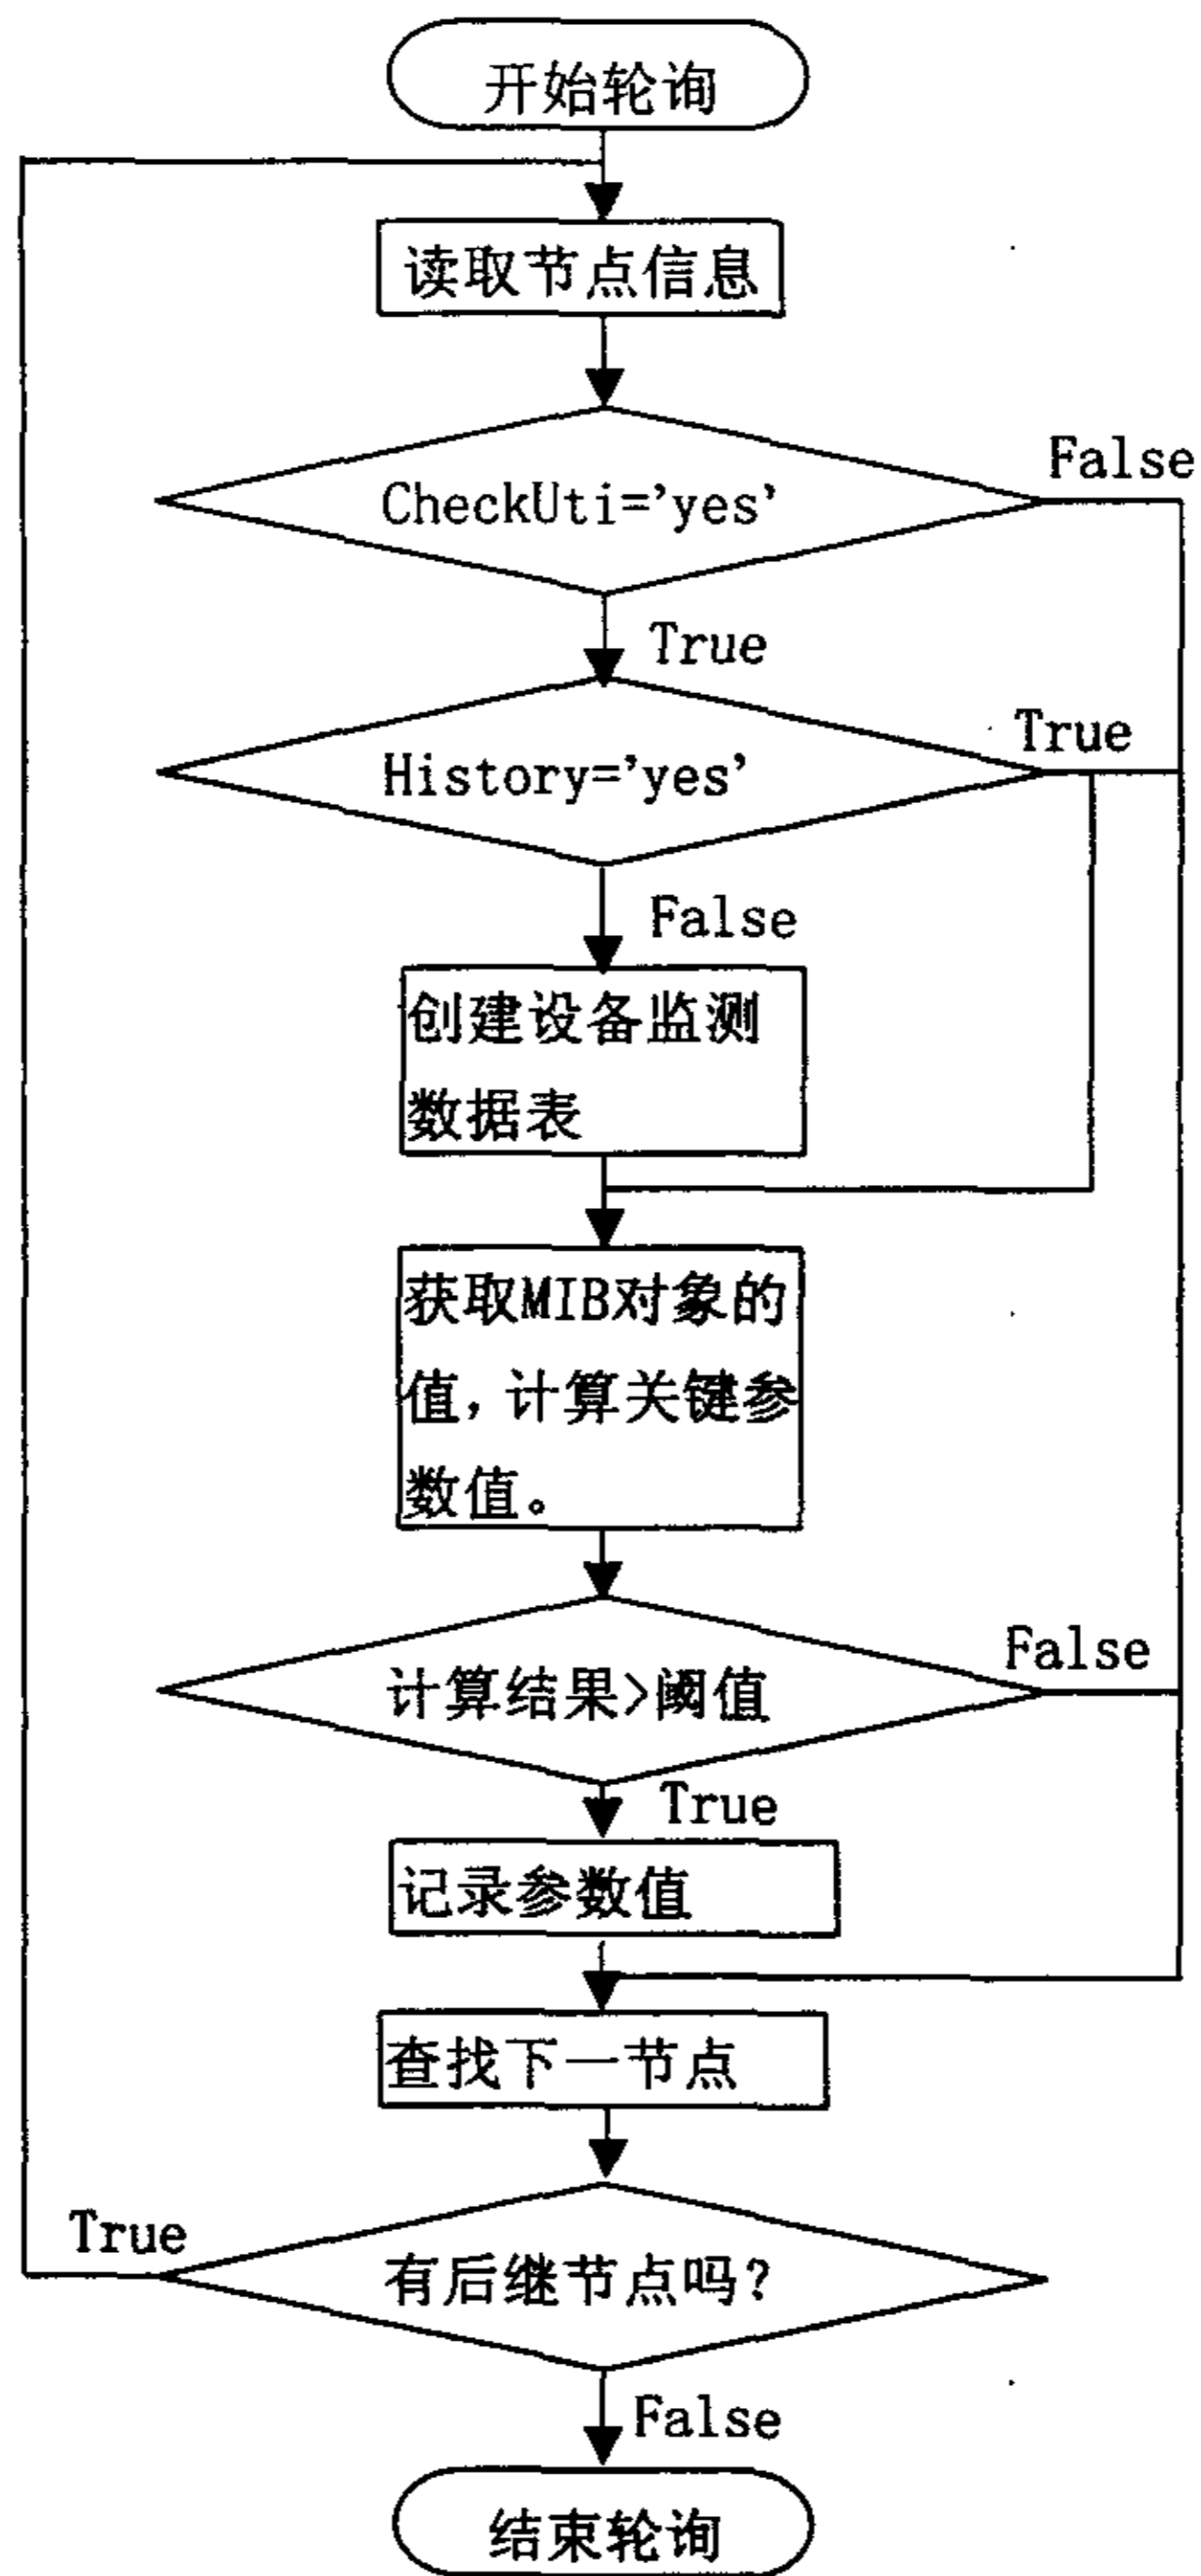 开始轮询
读取节点信息
False
CheckUti='yes'
True
True
History='yes'
False
创建设备监测
数据表
获取MIB对象的
值，计算关键参
数值。
False
计算结果>阈值
True
记录参数值
查找下一节点
True
有后继节点吗?
False
结束轮询